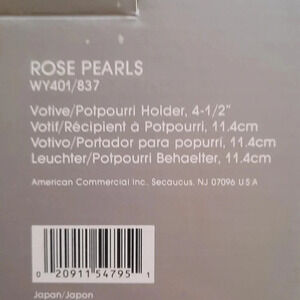 ROSE PEARLS
WY401/837
Votive/Potpourri Holder, 4-1/2"
Votif/Récipient à Potpourri, 11.4cm
Votivo/Portador para popurri, 11.4cm
Leuchter/Potpourri Behaelter, 11.4cm
American Commercial Inc. Secaucus, NJ 07096 U S A
0 20911 54795 1
Japan/Japon